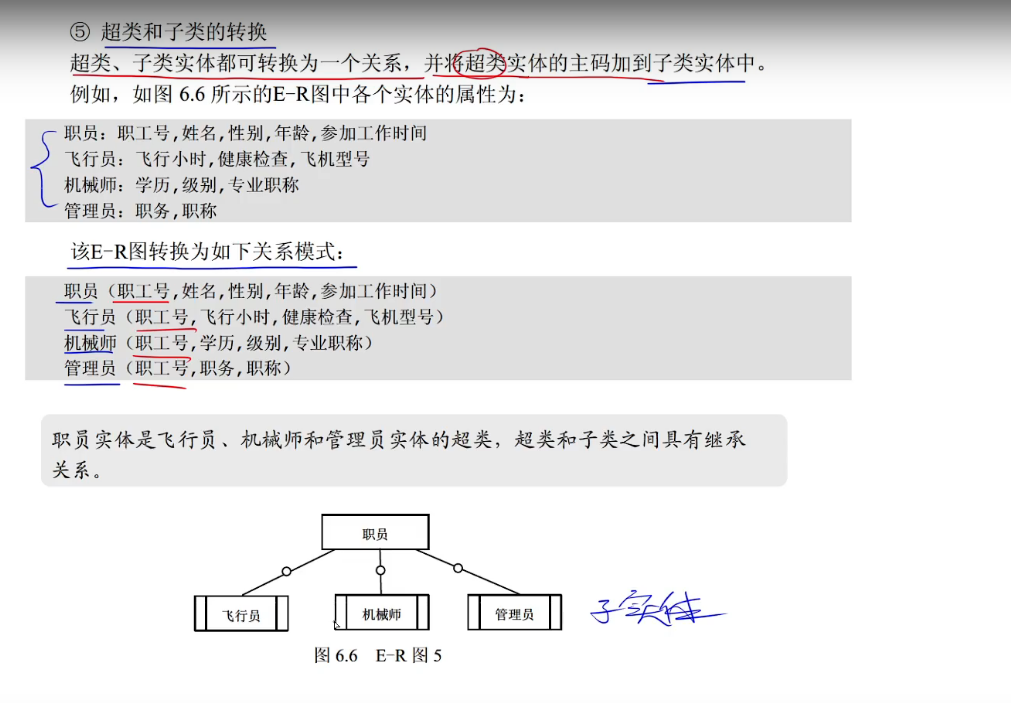 ⑤ 超类和子类的转换
超类、子类实体都可转换为一个关系，并将超类实体的主码加到子类实体中。
例如，如图 6.6 所示的E-R图中各个实体的属性为：
职员：职工号,姓名,性别,年龄,参加工作时间
飞行员：飞行小时,健康检查,飞机型号
机械师：学历,级别,专业职称
管理员：职务,职称
该E-R图转换为如下关系模式：
职员（职工号,姓名,性别,年龄,参加工作时间）
飞行员（职工号,飞行小时,健康检查,飞机型号）
机械师（职工号,学历,级别,专业职称）
管理员（职工号,职务,职称）
职员实体是飞行员、机械师和管理员实体的超类，超类和子类之间具有继承
关系。
职员
飞行员 机械师 管理员
子实体
图 6.6 E-R 图 5